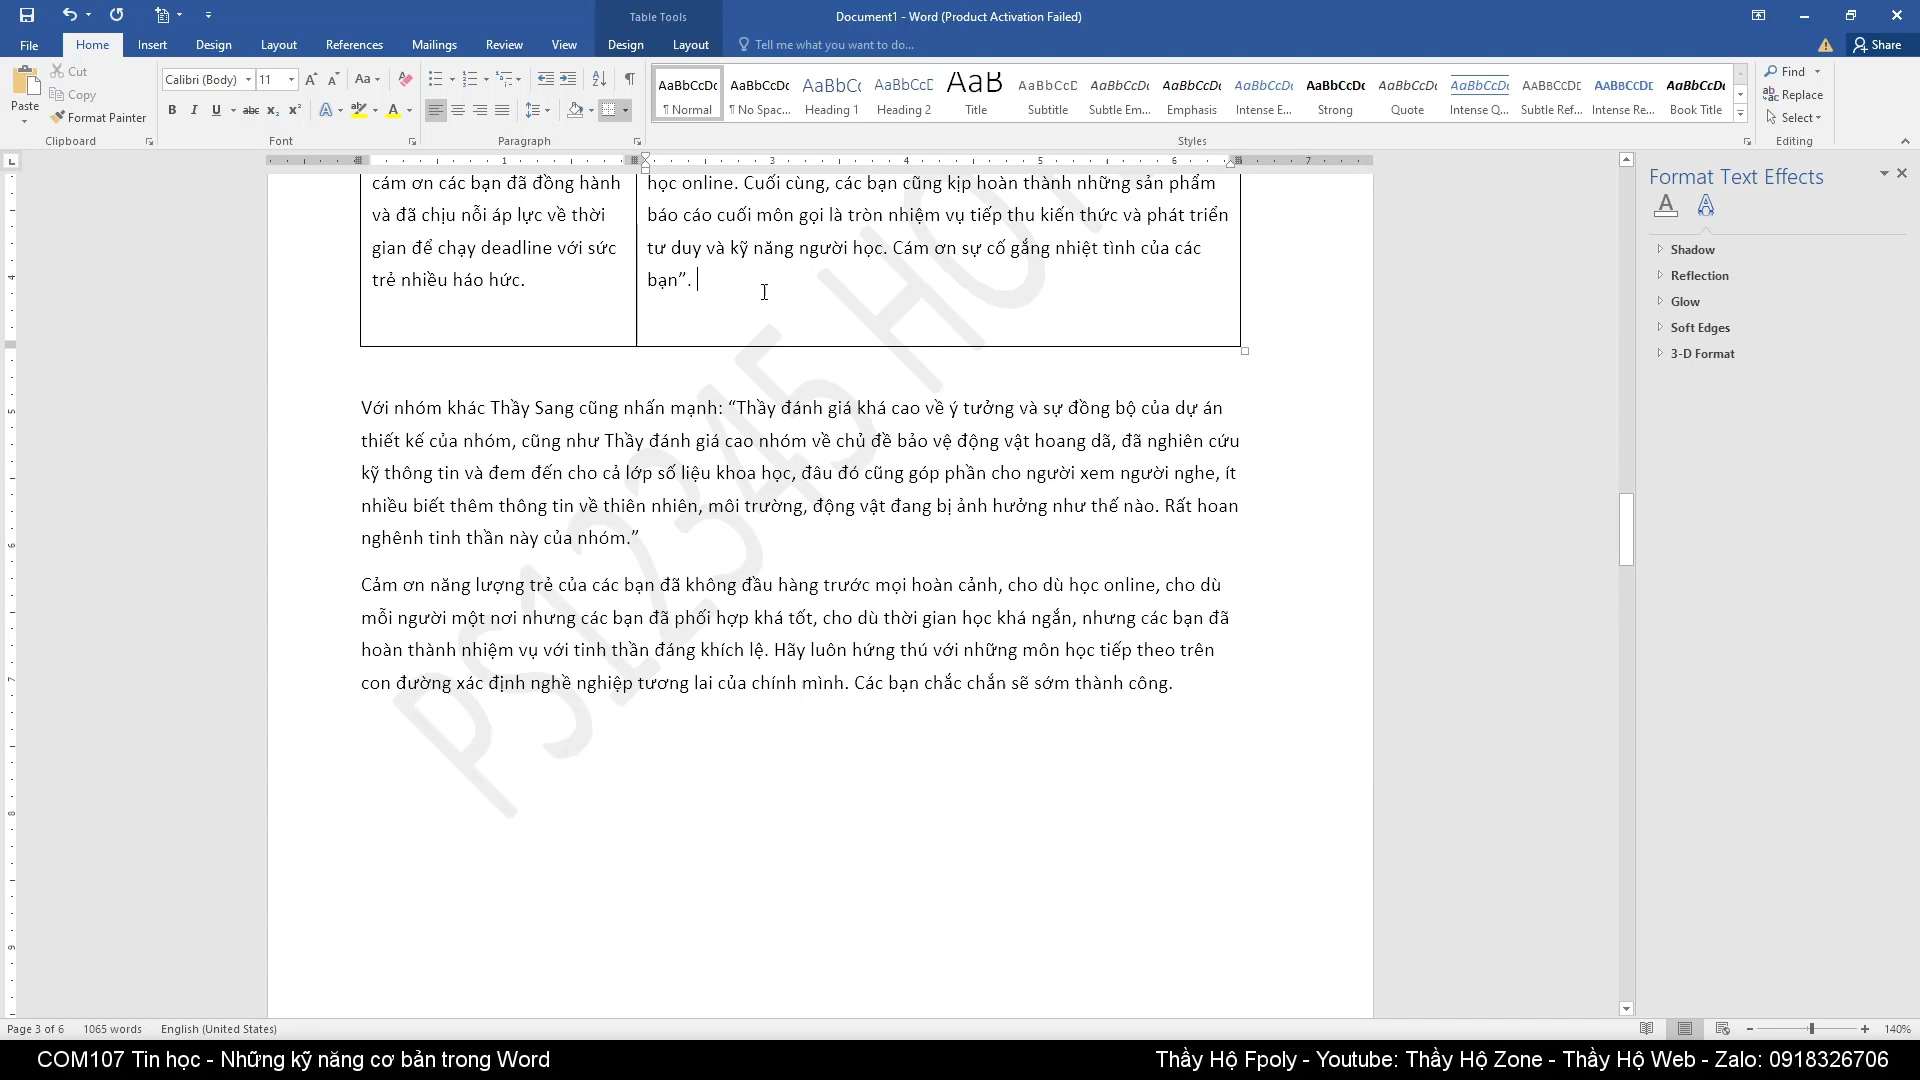 Table Tools
Document1 - Word (Product Activation Failed)
File
Home
Insert
Design
Layout
References
Mailings
Review
View
Design
Layout
Tell me what you want to do...
Share
Paste
Cut
Copy
Format Painter
Clipboard
Calibri (Body)
11
Font
Paragraph
AaBbCcDc
¶ Normal
AaBbCcDc
¶ No Spac...
AaBbCc
Heading 1
AaBbCcE
Heading 2
AaB
Title
AaBbCcD
Subtitle
AaBbCcDc
Subtle Em...
AaBbCcDc
Emphasis
AaBbCcDc
Intense E...
AaBbCcDc
Strong
AaBbCcDc
Quote
AaBbCcDc
Intense Q...
AABBCCDE
Subtle Ref...
AABBCCDE
Intense Re...
AaBbCcDc
Book Title
Styles
Find
Replace
Select
Editing
1 3 4 5 6 7
cám ơn các bạn đã đồng hành
và đã chịu nỗi áp lực về thời
gian để chạy deadline với sức
trẻ nhiều háo hức.
học online. Cuối cùng, các bạn cũng kịp hoàn thành những sản phẩm
báo cáo cuối môn gọi là tròn nhiệm vụ tiếp thu kiến thức và phát triển
tư duy và kỹ năng người học. Cám ơn sự cố gắng nhiệt tình của các
bạn”.
Với nhóm khác Thầy Sang cũng nhấn mạnh: “Thầy đánh giá khá cao về ý tưởng và sự đồng bộ của dự án
thiết kế của nhóm, cũng như Thầy đánh giá cao nhóm về chủ đề bảo vệ động vật hoang dã, đã nghiên cứu
kỹ thông tin và đem đến cho cả lớp số liệu khoa học, đâu đó cũng góp phần cho người xem người nghe, ít
nhiều biết thêm thông tin về thiên nhiên, môi trường, động vật đang bị ảnh hưởng như thế nào. Rất hoan
nghênh tinh thần này của nhóm.”
Cảm ơn năng lượng trẻ của các bạn đã không đầu hàng trước mọi hoàn cảnh, cho dù học online, cho dù
mỗi người một nơi nhưng các bạn đã phối hợp khá tốt, cho dù thời gian học khá ngắn, nhưng các bạn đã
hoàn thành nhiệm vụ với tinh thần đáng khích lệ. Hãy luôn hứng thú với những môn học tiếp theo trên
con đường xác định nghề nghiệp tương lai của chính mình. Các bạn chắc chắn sẽ sớm thành công.
PS12345 HO
Format Text Effects
Shadow
Reflection
Glow
Soft Edges
3-D Format
Page 3 of 6
1065 words
English (United States)
140%
COM107 Tin học - Những kỹ năng cơ bản trong Word
Thầy Hộ Fpoly - Youtube: Thầy Hộ Zone - Thầy Hộ Web - Zalo: 0918326706